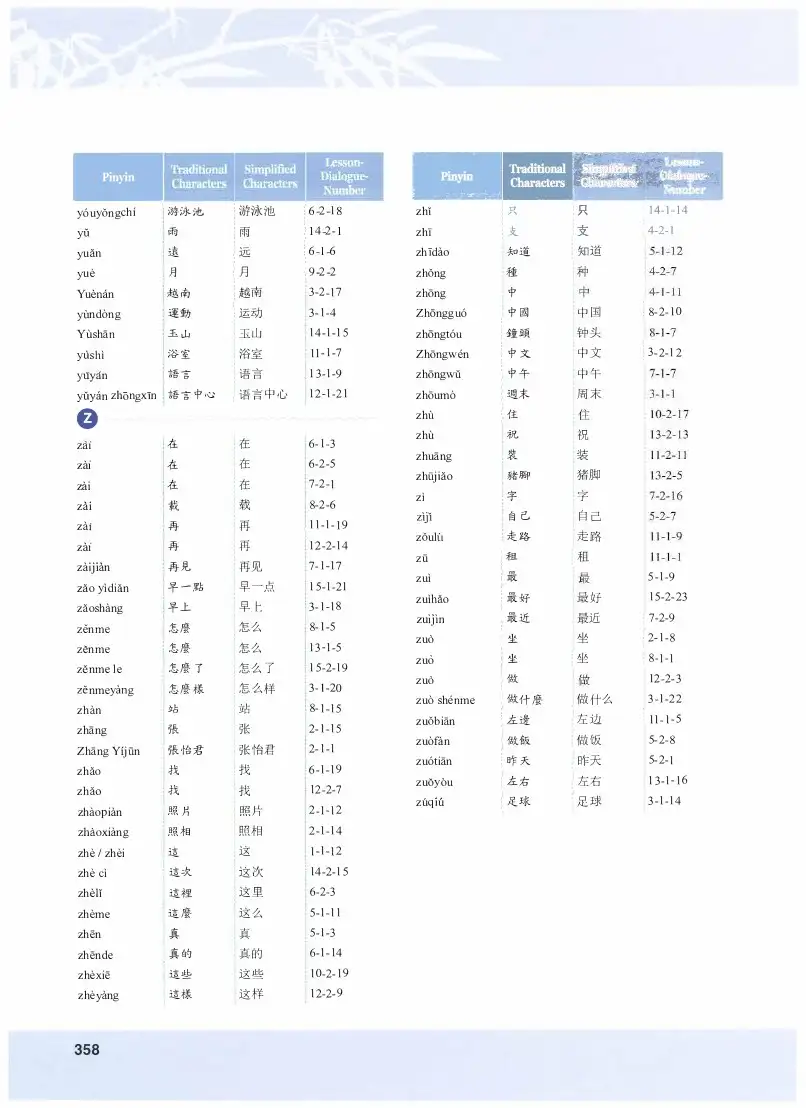 Pinyin Traditional Characters Simplified Characters Lesson-Dialogue-Number
yóuyǒngchí 游泳池 游泳池 6-2-18
yǔ 雨 雨 14-2-1
yuǎn 遠 远 6-1-6
yuè 月 月 9-2-2
Yuènán 越南 越南 3-2-17
yùndòng 運動 运动 3-1-4
Yùshān 玉山 玉山 14-1-15
yùshì 浴室 浴室 11-1-7
yǔyán 語言 语言 13-1-9
yǔyán zhōngxīn 語言中心 语言中心 12-1-21
Z
zài 在 在 6-1-3
zài 在 在 6-2-5
zài 在 在 7-2-1
zài 載 载 8-2-6
zài 再 再 11-1-19
zài 再 再 12-2-14
zàijiàn 再見 再见 7-1-17
zǎo yìdiǎn 早一點 早一点 15-1-21
zǎoshàng 早上 早上 3-1-18
zěnme 怎麼 怎么 8-1-5
zěnme 怎麼 怎么 13-1-5
zěnme le 怎麼了 怎么了 15-2-19
zěnmeyàng 怎麼樣 怎么样 3-1-20
zhàn 站 站 8-1-15
zhāng 張 张 2-1-15
Zhāng Yíjūn 張怡君 张怡君 2-1-1
zhǎo 找 找 6-1-19
zhǎo 找 找 12-2-7
zhàopiàn 照片 照片 2-1-12
zhàoxiàng 照相 照相 2-1-14
zhè / zhèi 這 这 1-1-12
zhè cì 這次 这次 14-2-15
zhèlǐ 這裡 这里 6-2-3
zhème 這麼 这么 5-1-11
zhēn 真 真 5-1-3
zhēnde 真的 真的 6-1-14
zhèxiē 這些 这些 10-2-19
zhèyàng 這樣 这样 12-2-9
Pinyin Traditional Characters Simplified Characters Lesson-Dialogue-Number
zhǐ 只 只 14-1-14
zhī 支 支 4-2-1
zhīdào 知道 知道 5-1-12
zhǒng 種 种 4-2-7
zhōng 中 中 4-1-11
Zhōngguó 中國 中国 8-2-10
zhōngtóu 鐘頭 钟头 8-1-7
Zhōngwén 中文 中文 3-2-12
zhōngwǔ 中午 中午 7-1-7
zhōumò 週末 周末 3-1-1
zhù 住 住 10-2-17
zhù 祝 祝 13-2-13
zhuāng 裝 装 11-2-11
zhūjiǎo 豬腳 猪脚 13-2-5
zì 字 字 7-2-16
zìjǐ 自己 自己 5-2-7
zǒulù 走路 走路 11-1-9
zū 租 租 11-1-1
zuì 最 最 5-1-9
zuìhǎo 最好 最好 15-2-23
zuìjìn 最近 最近 7-2-9
zuò 坐 坐 2-1-8
zuò 坐 坐 8-1-1
zuò 做 做 12-2-3
zuò shénme 做什麼 做什么 3-1-22
zuǒbiān 左邊 左边 11-1-5
zuòfàn 做飯 做饭 5-2-8
zuótiān 昨天 昨天 5-2-1
zuǒyòu 左右 左右 13-1-16
zúqiú 足球 足球 3-1-14
358